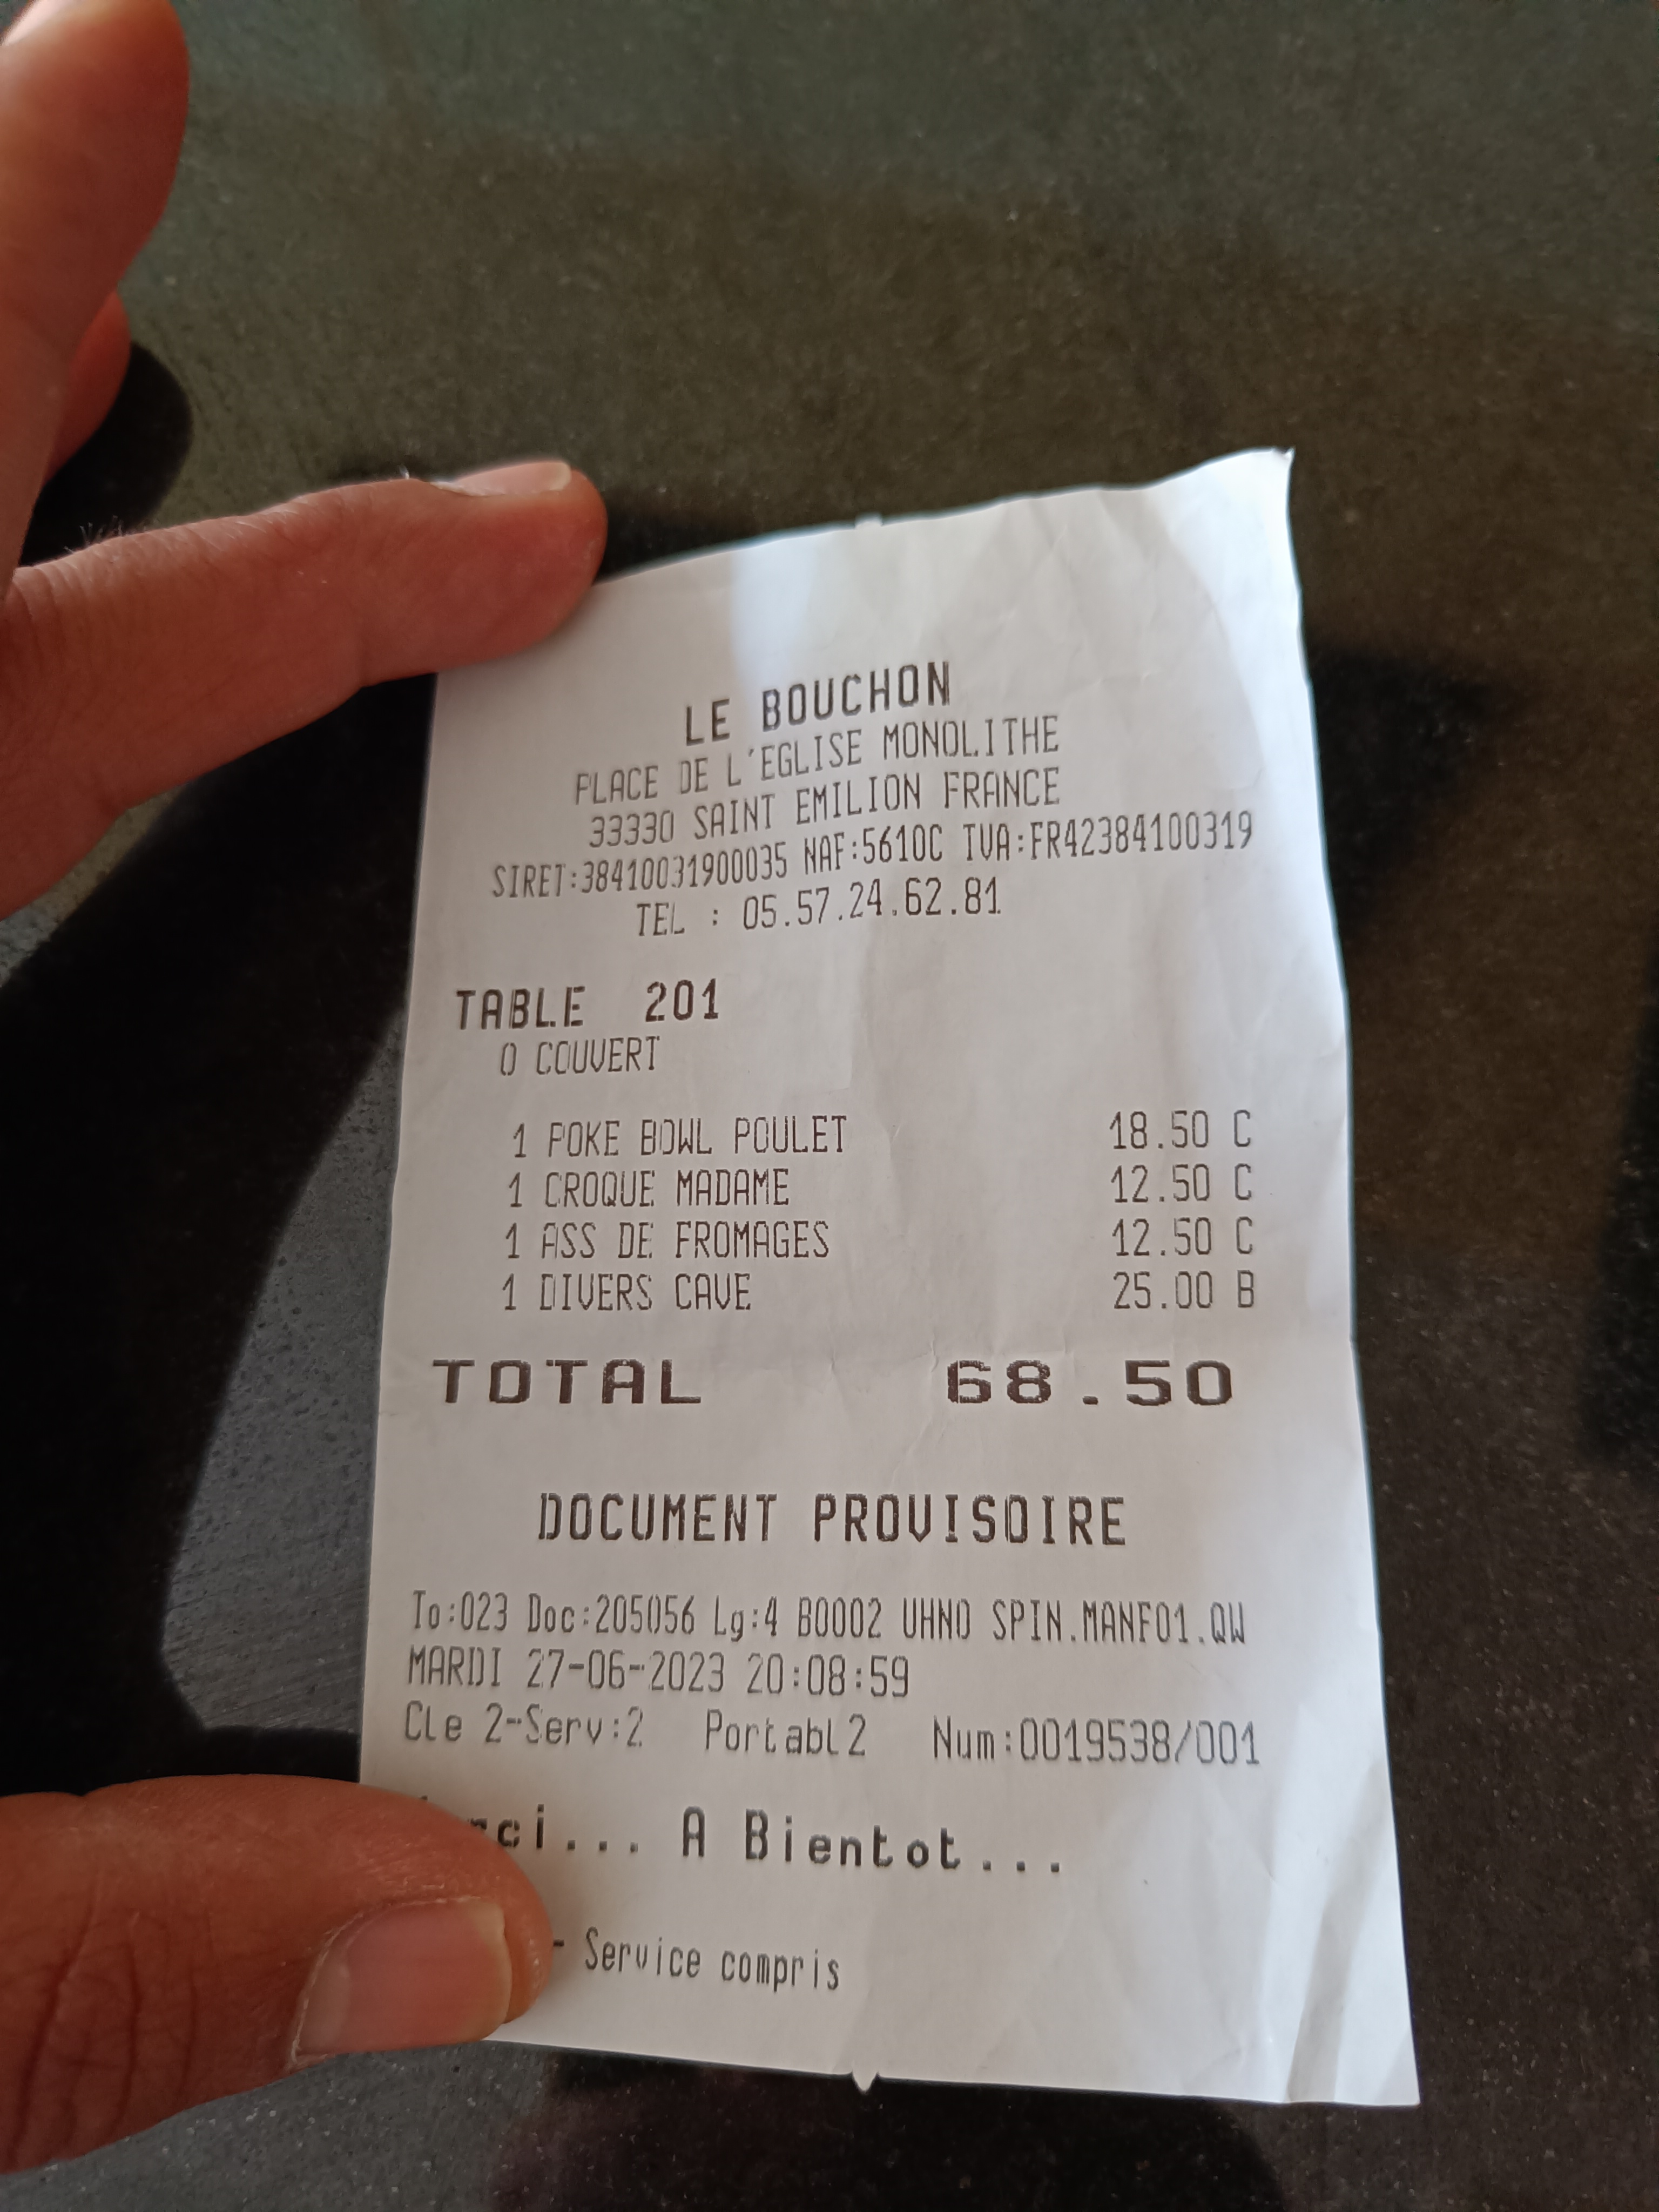 LE BOUCHON
PLACE DE L'EGLISE MONOLITHE
33330 SAINT EMILION FRANCE
SIRET:38410031900035 NAF:5610C TVA:FR42384100319
TEL : 05.57.24.62.81
TABLE 201
0 COUVERT
1 POKE BOWL POULET 18.50 C
1 CROQUE MADAME 12.50 C
1 ASS DE FROMAGES 12.50 C
1 DIVERS CAVE 25.00 B
TOTAL 68.50
DOCUMENT PROVISOIRE
To:023 Doc:205056 Lg:4 B0002 UHNO SPIN.MANF01.QW
MARDI 27-06-2023 20:08:59
Cle 2-Serv:2 Portabl2 Num:0019538/001
... A Bientot...
- Service compris